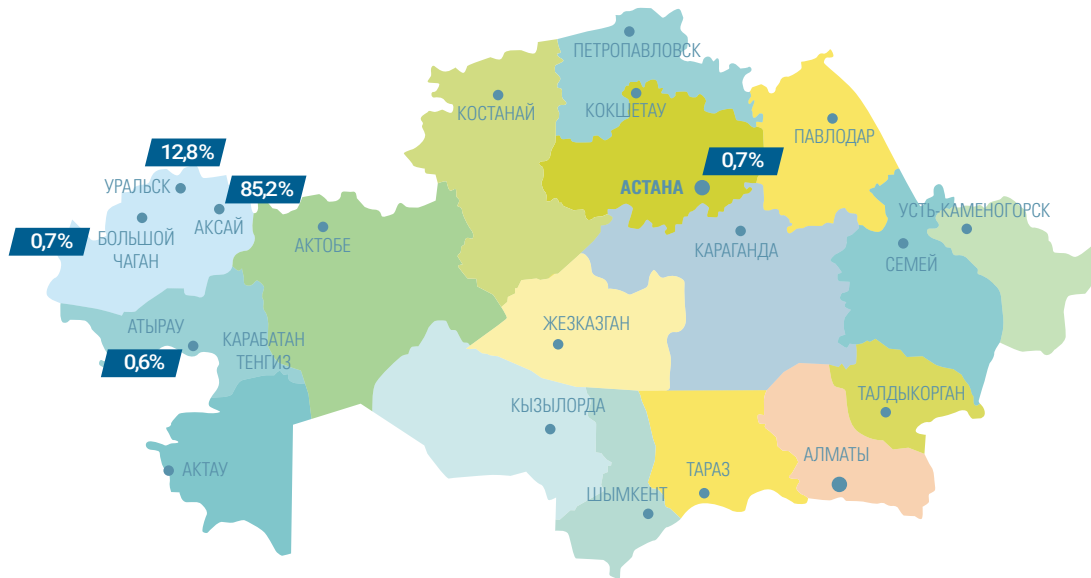 ПЕТРОПАВЛОВСК
КОСТАНАЙ
КОКШЕТАУ
ПАВЛОДАР
12,8%
0,7%
УРАЛЬСК
85,2%
АСТАНА
АКСАЙ
УСТЬ-КАМЕНОГОРСК
0,7%
БОЛЬШОЙ
ЧАГАН
АКТОБЕ
КАРАГАНДА
СЕМЕЙ
АТЫРАУ
ЖЕЗКАЗГАН
КАРАБАТАН
ТЕНГИЗ
0,6%
ТАЛДЫКОРГАН
КЫЗЫЛОРДА
АЛМАТЫ
АКТАУ
ТАРАЗ
ШЫМКЕНТ